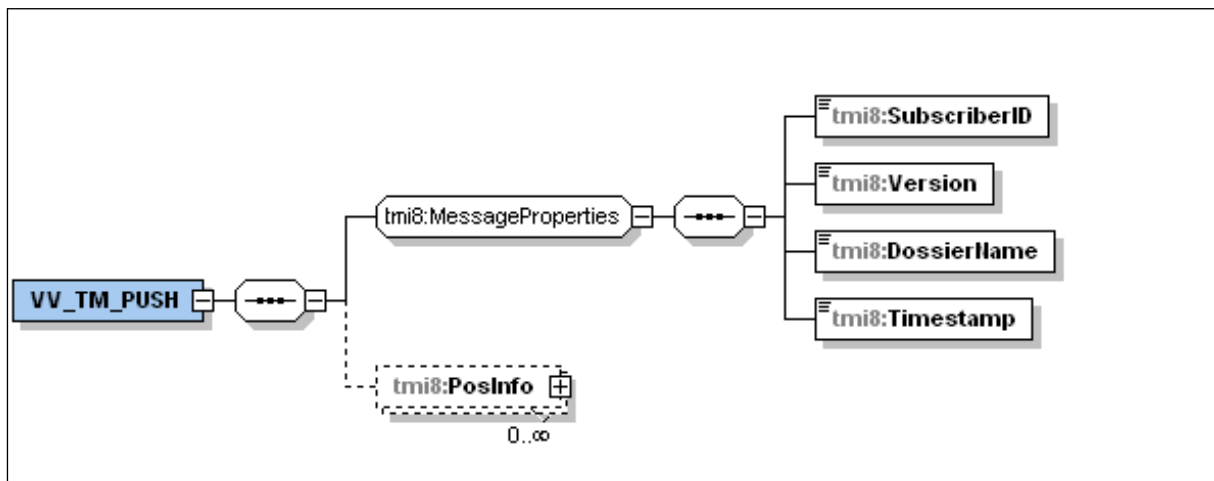 tmi8:SubscriberID
tmi8:Version
tmi8:MessageProperties
tmi8:DossierName
VV_TM_PUSH
tmi8:Timestamp
tmi8:PosInfo
0..∞